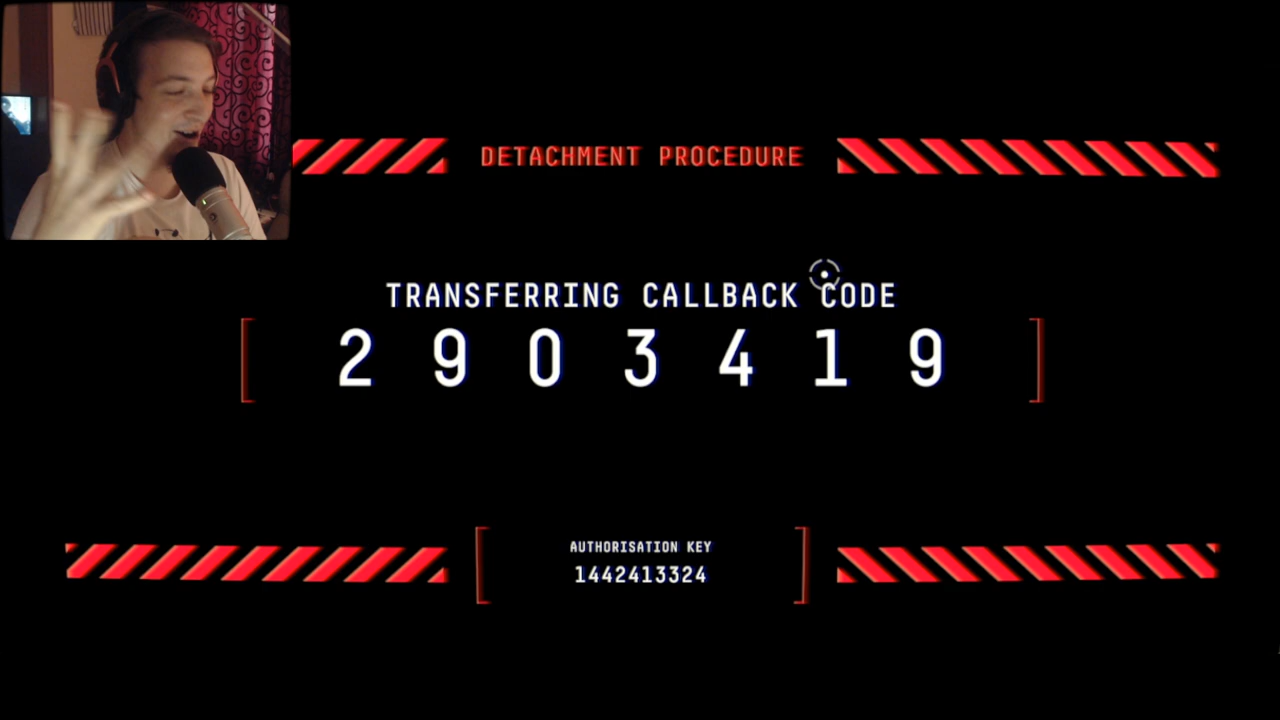 DETACHMENT PROCEDURE
TRANSFERRING CALLBACK CODE
2 9 0 3 4 1 9
AUTHORISATION KEY
1442413324